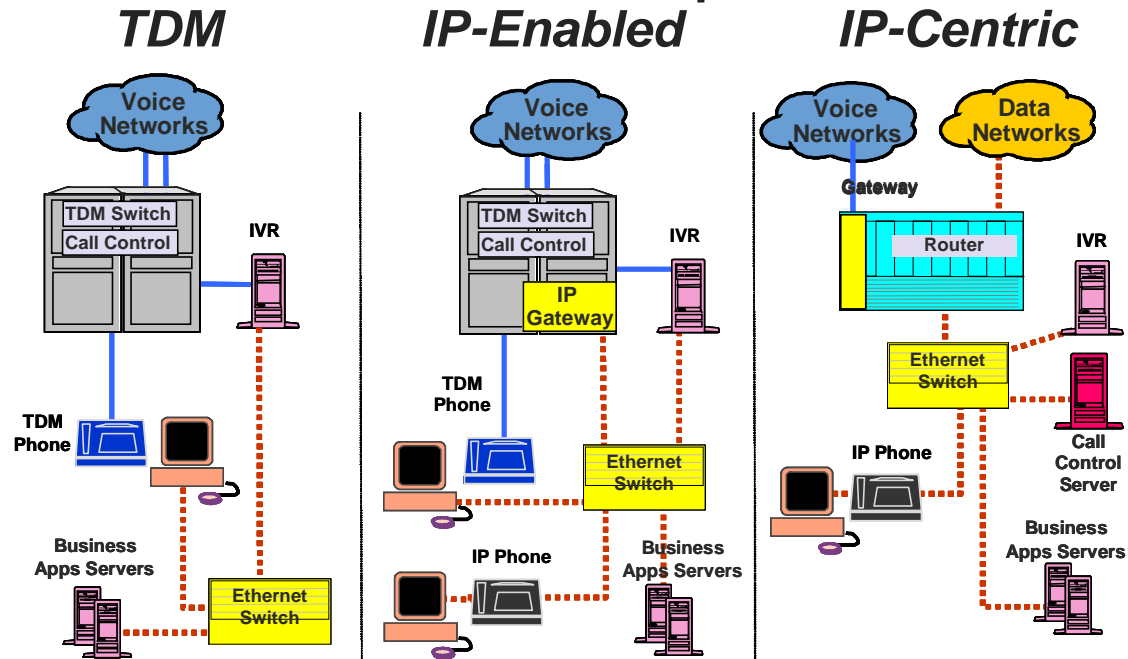 TDM
IP-Enabled
IP-Centric
Voice
Networks
TDM Switch
Call Control
IVR
TDM
Phone
Business
Apps Servers
Ethernet
Switch
Voice
Networks
TDM Switch
Call Control
IP
Gateway
IVR
TDM
Phone
Ethernet
Switch
IP Phone
Business
Apps Servers
Voice
Networks
Data
Networks
Gateway
Router
IVR
Ethernet
Switch
Call
Control
Server
IP Phone
Business
Apps Servers